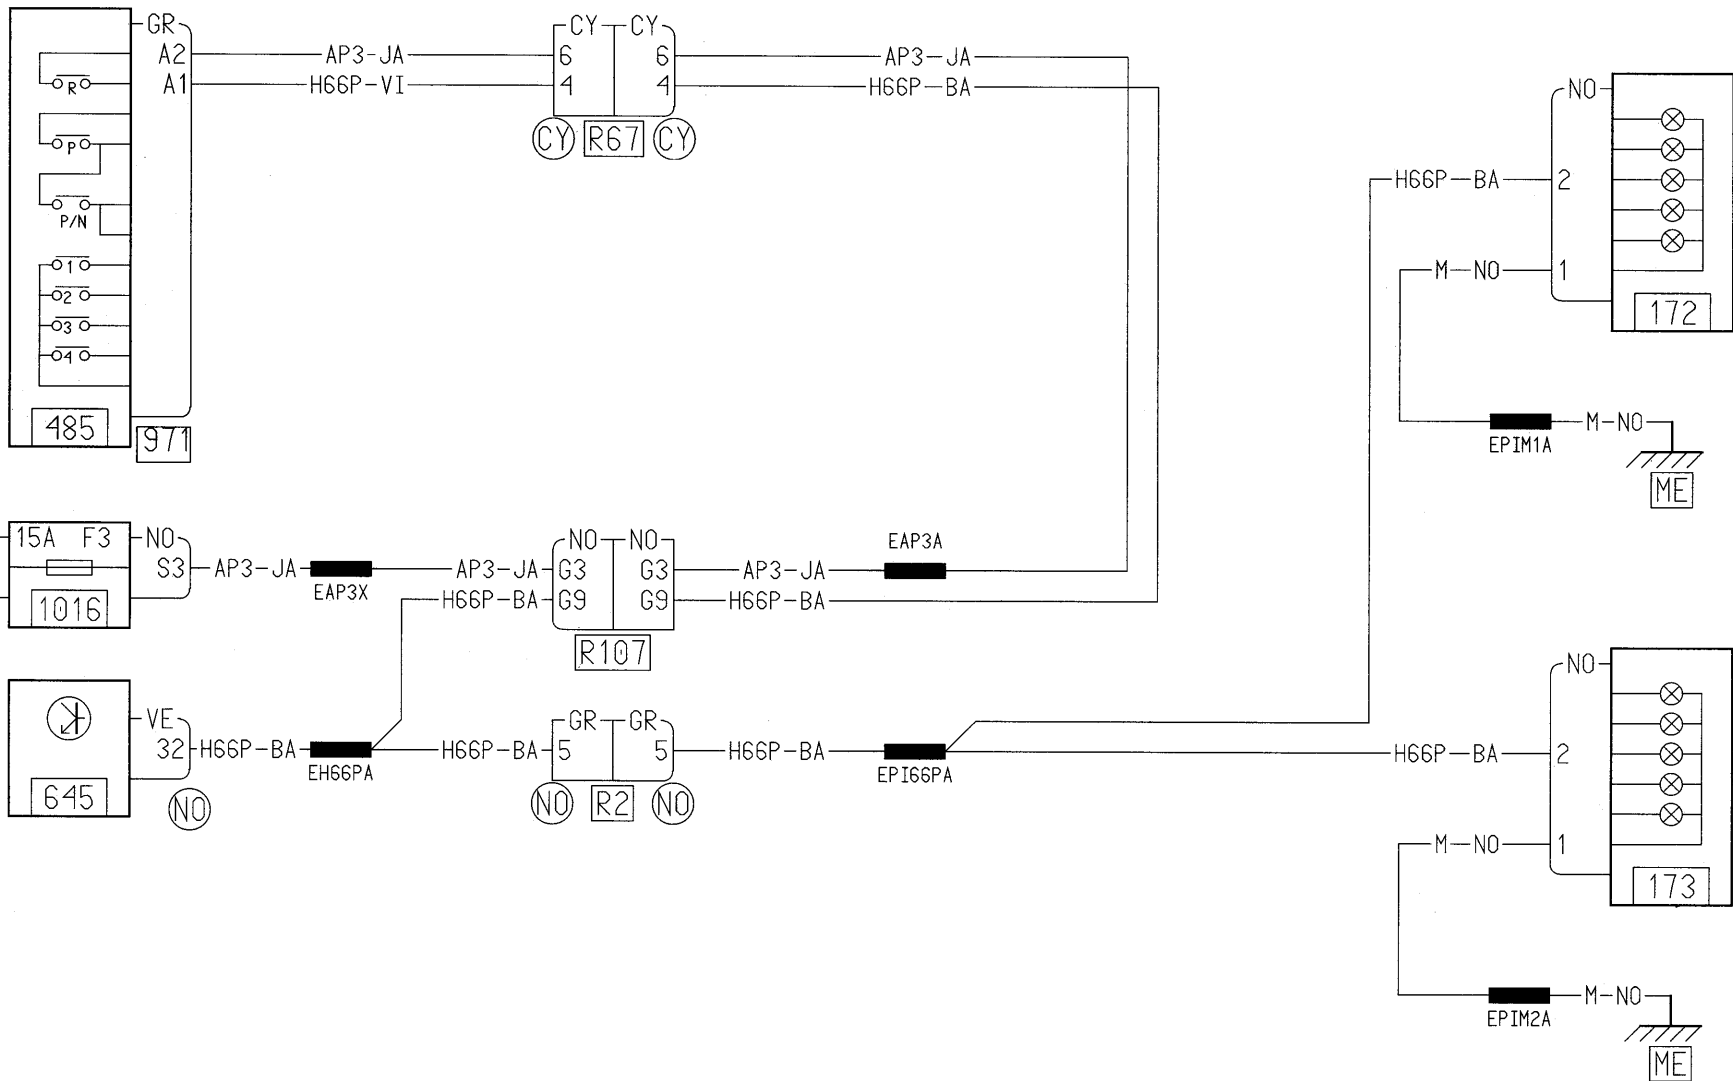 GR
A2 AP3-JA
A1 H66P-VI
R
P
P/N
1
2
3
4
485
971
CY CY
6 6
4 4
CY R67 CY
AP3-JA
H66P-BA
NO
H66P-BA 2
M-NO 1
172
EPIM1A
M-NO
ME
15A F3 NO
S3 AP3-JA
EAP3X
1016
NO NO
AP3-JA G3 G3 AP3-JA
H66P-BA G9 G9 H66P-BA
R107
EAP3A
VE
32 H66P-BA
EH66PA
645
NO
GR GR
H66P-BA 5 5 H66P-BA
NO R2 NO
EPI66PA
NO
H66P-BA 2
M-NO 1
173
EPIM2A
M-NO
ME